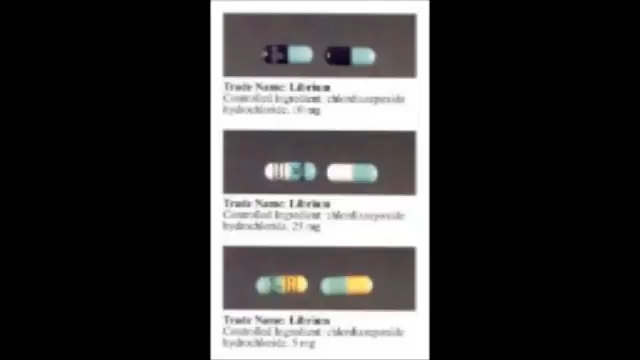 Trade Name: Librium
Controlled Ingredient: chlordiazepoxide
hydrochloride, 10 mg
Trade Name: Librium
Controlled Ingredient: chlordiazepoxide
hydrochloride, 25 mg
Trade Name: Librium
Controlled Ingredient: chlordiazepoxide
hydrochloride, 5 mg